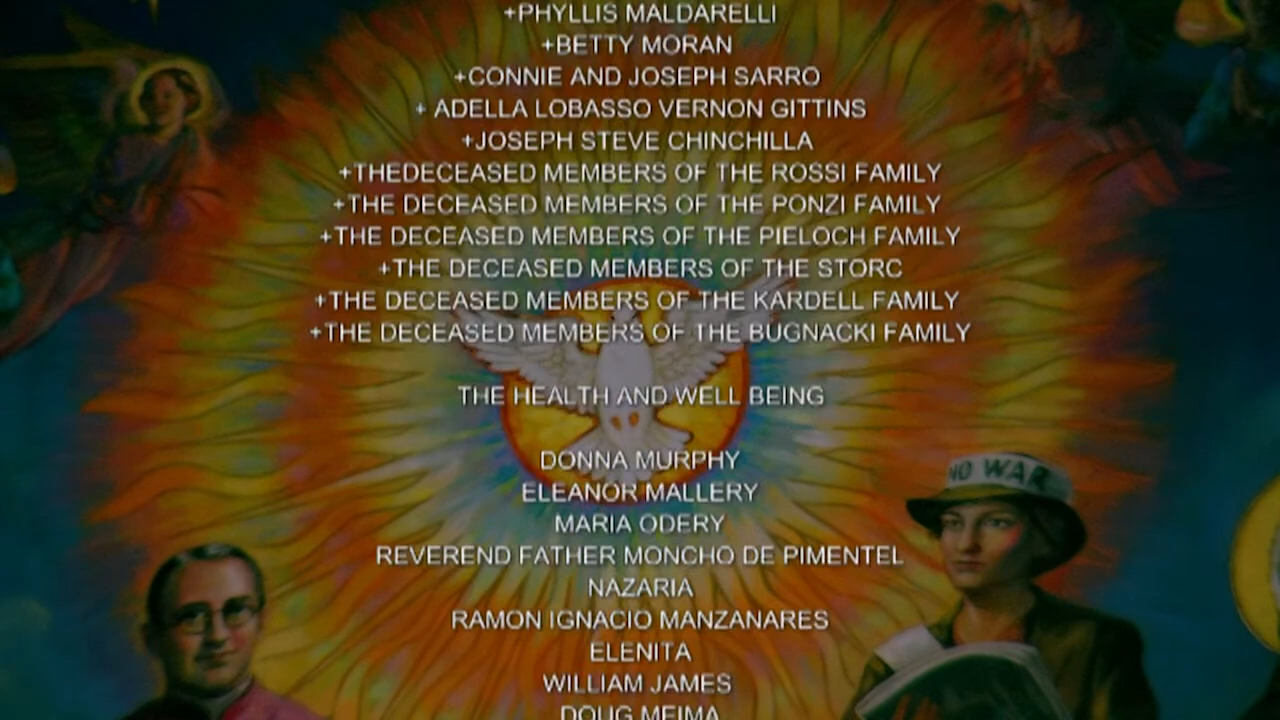 +PHYLLIS MALDARELLI
+BETTY MORAN
+CONNIE AND JOSEPH SARRO
+ ADELLA LOBASSO VERNON GITTINS
+JOSEPH STEVE CHINCHILLA
+THEDECEASED MEMBERS OF THE ROSSI FAMILY
+THE DECEASED MEMBERS OF THE PONZI FAMILY
+THE DECEASED MEMBERS OF THE PIELOCH FAMILY
+THE DECEASED MEMBERS OF THE STORC
+THE DECEASED MEMBERS OF THE KARDELL FAMILY
+THE DECEASED MEMBERS OF THE BUGNACKI FAMILY
THE HEALTH AND WELL BEING
DONNA MURPHY
ELEANOR MALLERY
NO WAR
MARIA ODERY
REVEREND FATHER MONCHO DE PIMENTEL
NAZARIA
RAMON IGNACIO MANZANARES
ELENITA
WILLIAM JAMES
DOUG MEIMA